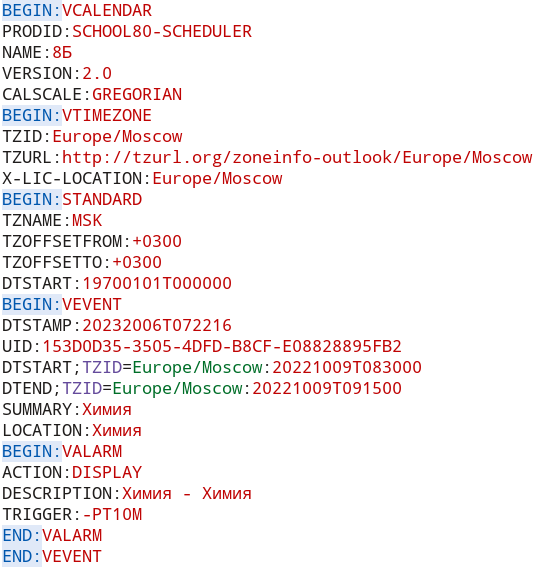 BEGIN:VCALENDAR
PRODID:SCHOOL80-SCHEDULER
NAME:8Б
VERSION:2.0
CALSCALE:GREGORIAN
BEGIN:VTIMEZONE
TZID:Europe/Moscow
TZURL:http://tzurl.org/zoneinfo-outlook/Europe/Moscow
X-LIC-LOCATION:Europe/Moscow
BEGIN:STANDARD
TZNAME:MSK
TZOFFSETFROM:+0300
TZOFFSETTO:+0300
DTSTART:19700101T000000
BEGIN:VEVENT
DTSTAMP:20232006T072216
UID:153D0D35-3505-4DFD-B8CF-E08828895FB2
DTSTART;TZID=Europe/Moscow:20221009T083000
DTEND;TZID=Europe/Moscow:20221009T091500
SUMMARY:Химия
LOCATION:Химия
BEGIN:VALARM
ACTION:DISPLAY
DESCRIPTION:Химия - Химия
TRIGGER:-PT10M
END:VALARM
END:VEVENT